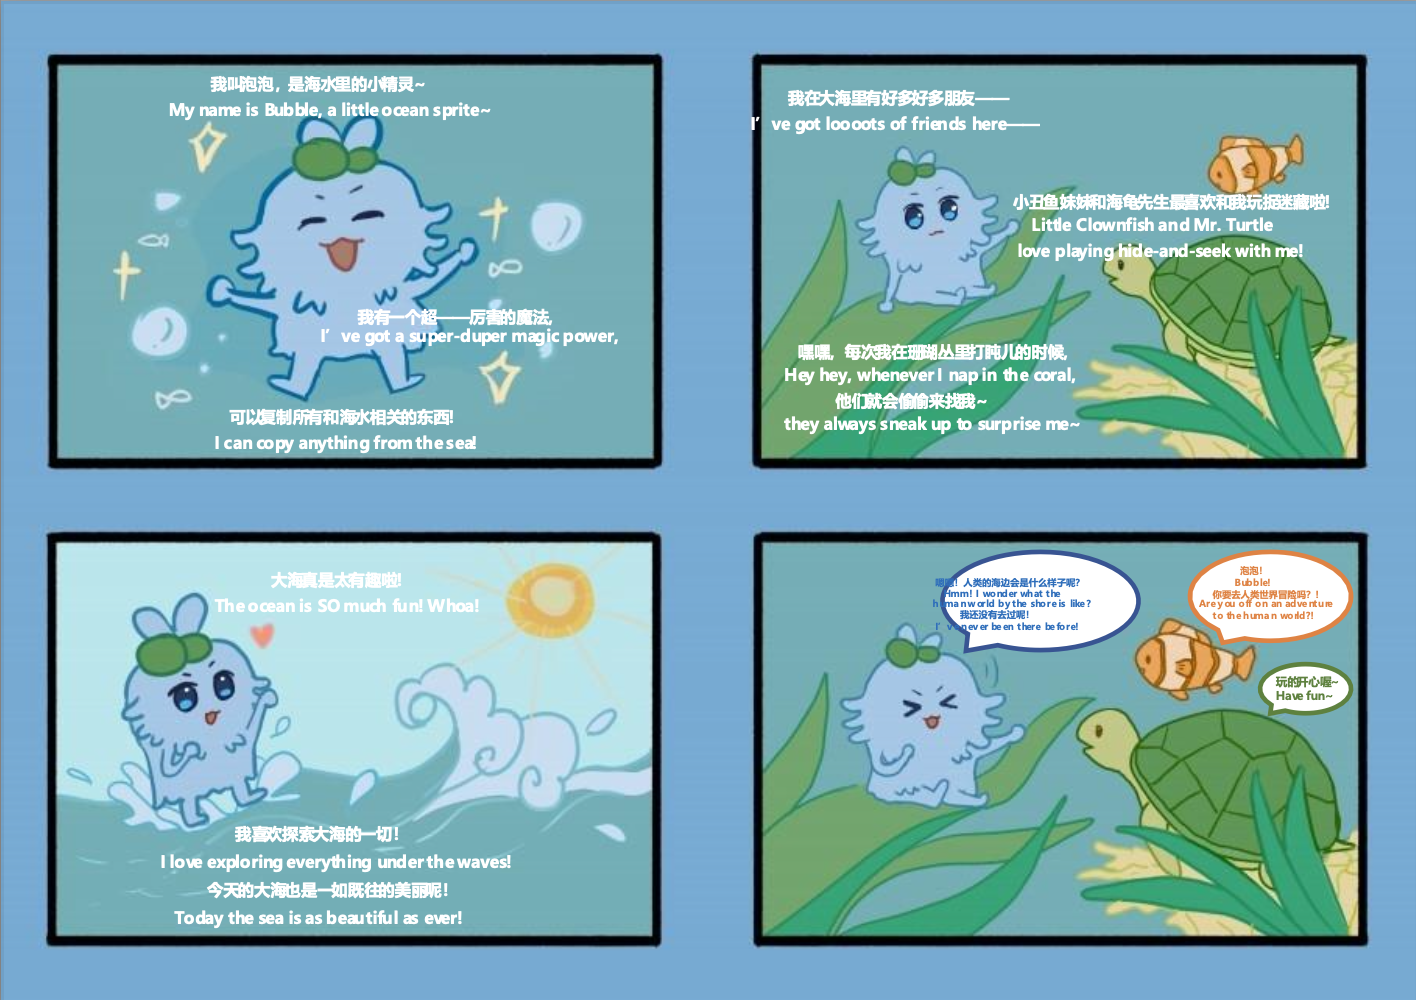 我叫泡泡，是海水里的小精灵~
My name is Bubble, a little ocean sprite~
我有一个超——厉害的魔法,
I’ve got a super-duper magic power,
可以复制所有和海水相关的东西!
I can copy anything from the sea!
我在大海里有好多好多朋友——
I’ve got loooots of friends here——
小丑鱼妹妹和海龟先生最喜欢和我玩捉迷藏啦!
Little Clownfish and Mr. Turtle
love playing hide-and-seek with me!
嘿嘿，每次我在珊瑚丛里打盹儿的时候,
Hey hey, whenever I nap in the coral,
他们就会偷偷来找我~
they always sneak up to surprise me~
大海真是太有趣啦!
The ocean is SO much fun! Whoa!
我喜欢探索大海的一切!
I love exploring everything under the waves!
今天的大海也是一如既往的美丽呢!
Today the sea is as beautiful as ever!
! 人类的海边会是什么样子呢?
Hmm! I wonder what the
human world by the shore is like?
我还没有去过呢!
I’ve never been there before!
泡泡!
Bubble!
你要去人类世界冒险吗？!
Are you off on an adventure
to the human world?!
玩的开心喔~
Have fun~